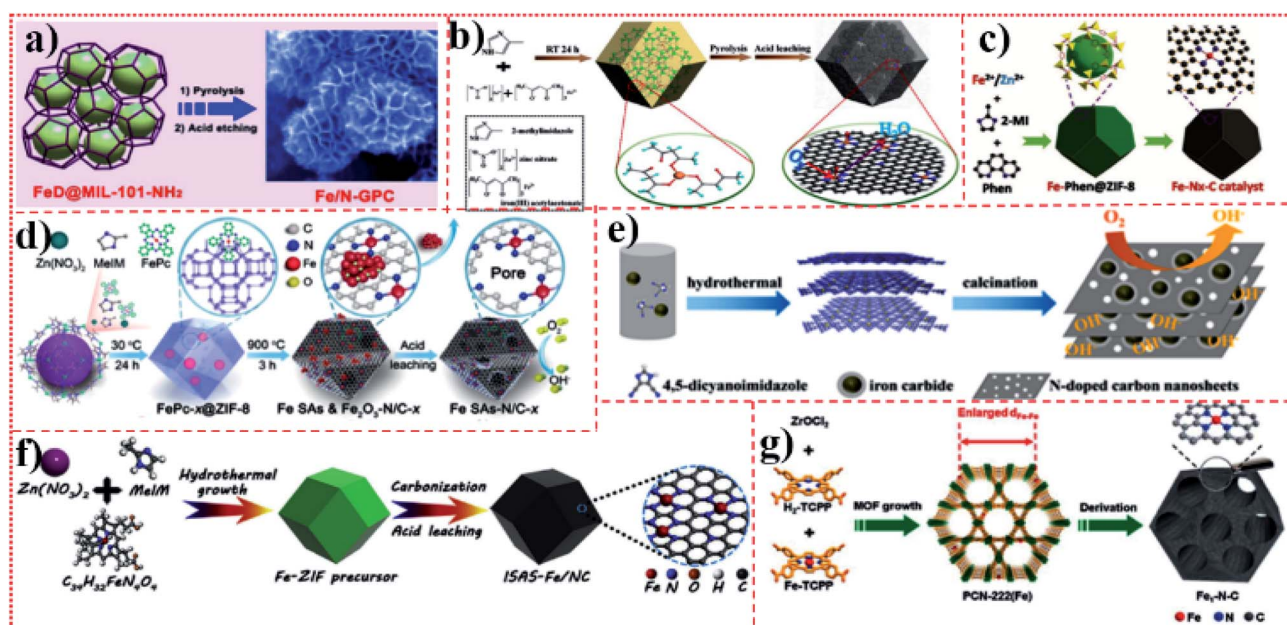 a)
1) Pyrolysis
2) Acid etching
FeD@MIL-101-NH₂
Fe/N-GPC
b)
NH
+
RT 24 h
Pyrolysis
Acid leaching
2-methylimidazole
zinc nitrate
iron(III) acetylacetonate
H₂O
O₂
c)
Fe²⁺/Zn²⁺
+
2-MI
+
Phen
Fe-Phen@ZIF-8
Fe-Nx-C catalyst
d)
Zn(NO₃)₂
MeIM
FePc
C
N
Fe
O
Pore
30 °C
24 h
900 °C
3 h
Acid
leaching
O₂
OH⁻
FePc-x@ZIF-8
Fe SAs & Fe₂O₃-N/C-x
Fe SAs-N/C-x
e)
hydrothermal
calcination
O₂
OH⁻
OH⁻
OH⁻
OH⁻
OH⁻
OH⁻
4,5-dicyanoimidazole
iron carbide
N-doped carbon nanosheets
f)
Zn(NO₃)₂
MeIM
C₃₄H₃₂FeN₄O₄
Hydrothermal
growth
Fe-ZIF precursor
Carbonization
Acid leaching
ISAS-Fe/NC
Fe N O H C
g)
ZrOCl₂
+
H₂-TCPP
+
Fe-TCPP
MOF growth
Enlarged d Fe-Fe
PCN-222(Fe)
Derivation
Fe₁-N-C
Fe N C